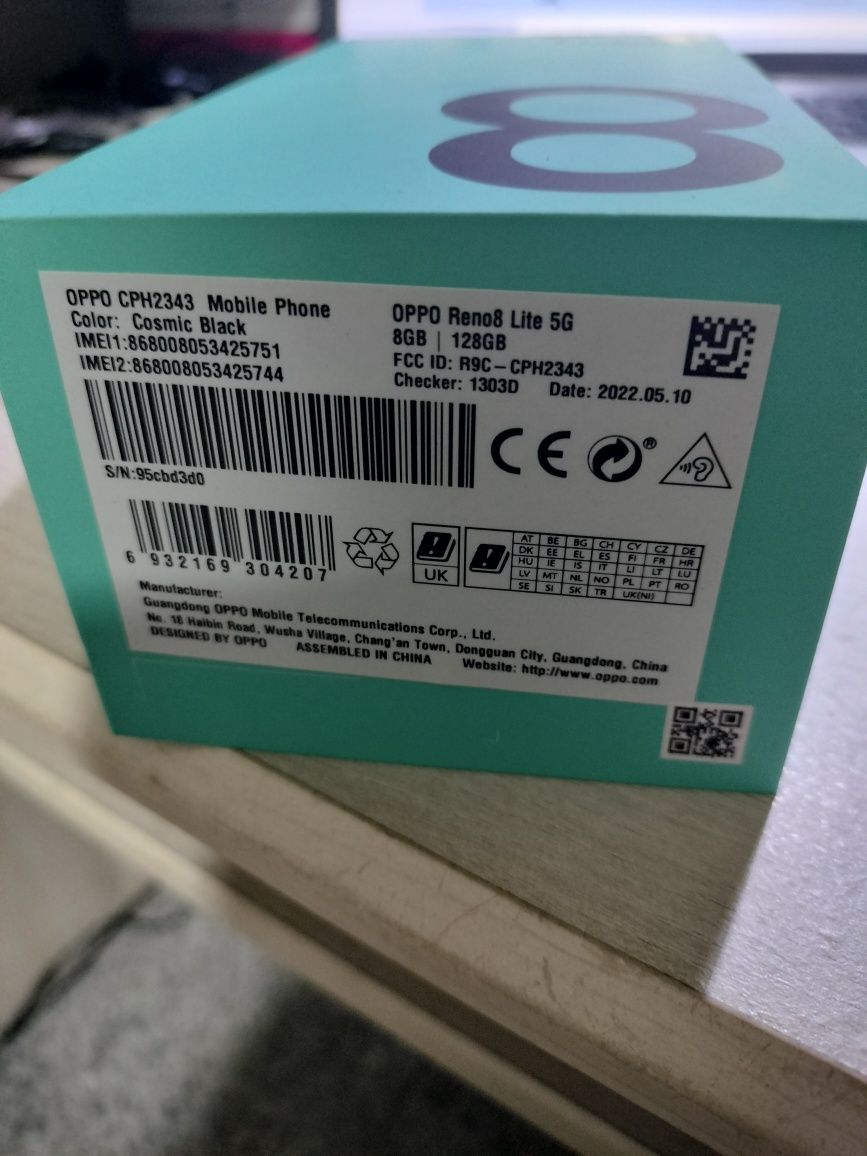 8
OPPO CPH2343 Mobile Phone
Color: Cosmic Black
IMEI1:868008053425751
IMEI2:868008053425744
OPPO Reno8 Lite 5G
8GB | 128GB
FCC ID: R9C-CPH2343
Checker: 1303D Date: 2022.05.10
S/N:95cbd3d0
CE
®
6 932169 304207
UK
AT BE BG CH CY CZ DE
DK EE EL ES FI FR HR
HU IE IS IT LI LT LU
LV MT NL NO PL PT RO
SE SI SK TR UK(NI)
Manufacturer:
Guangdong OPPO Mobile Telecommunications Corp., Ltd.
No. 18 Haibin Road, Wusha Village, Chang'an Town, Dongguan City, Guangdong, China
DESIGNED BY OPPO ASSEMBLED IN CHINA Website: http://www.oppo.com